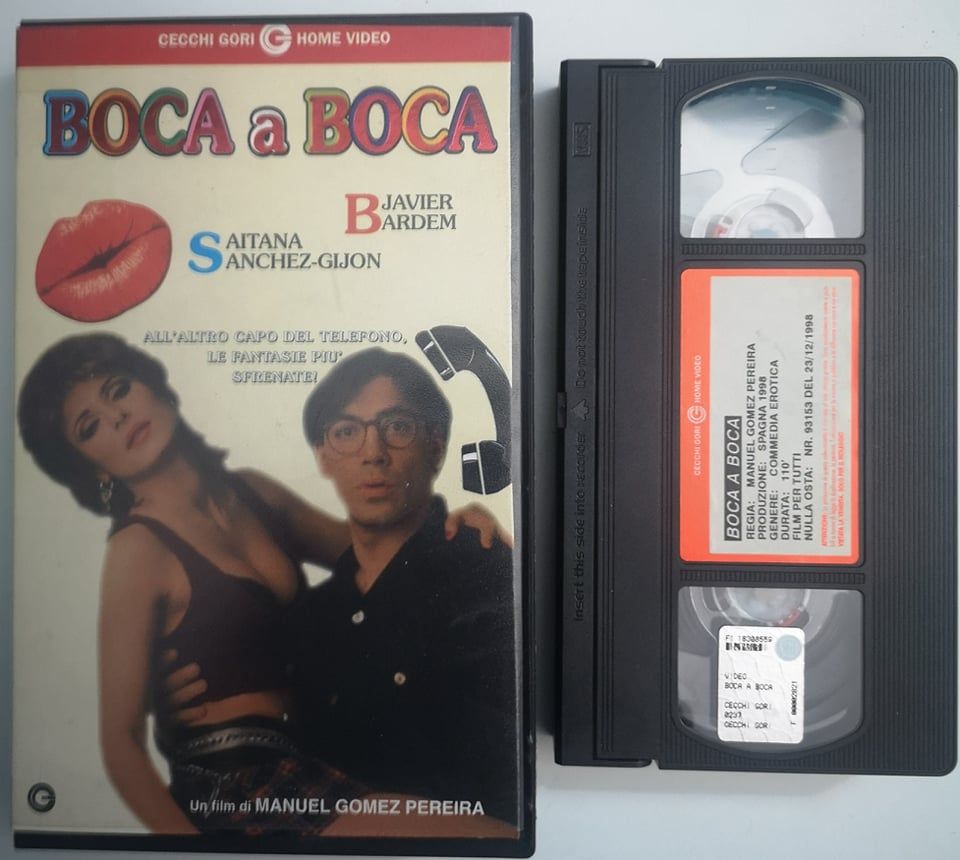 CECCHI GORI G HOME VIDEO
BOCA a BOCA
JAVIER
BARDEM
AITANA
SANCHEZ-GIJON
ALL'ALTRO CAPO DEL TELEFONO,
LE FANTASIE PIU'
SFRENATE!
Un film di MANUEL GOMEZ PEREIRA
VHS
Do not touch the tape inside
Insert this side into recorder
CECCHI GORI G HOME VIDEO
BOCA A BOCA
REGIA: MANUEL GOMEZ PEREIRA
PRODUZIONE: SPAGNA 1998
GENERE: COMMEDIA EROTICA
DURATA: 110'
FILM PER TUTTI
NULLA OSTA: NR. 93153 DEL 23/12/1998
VIDEO
BOCA A BOCA
CECCHI GORI
0237
CECCHI GORI